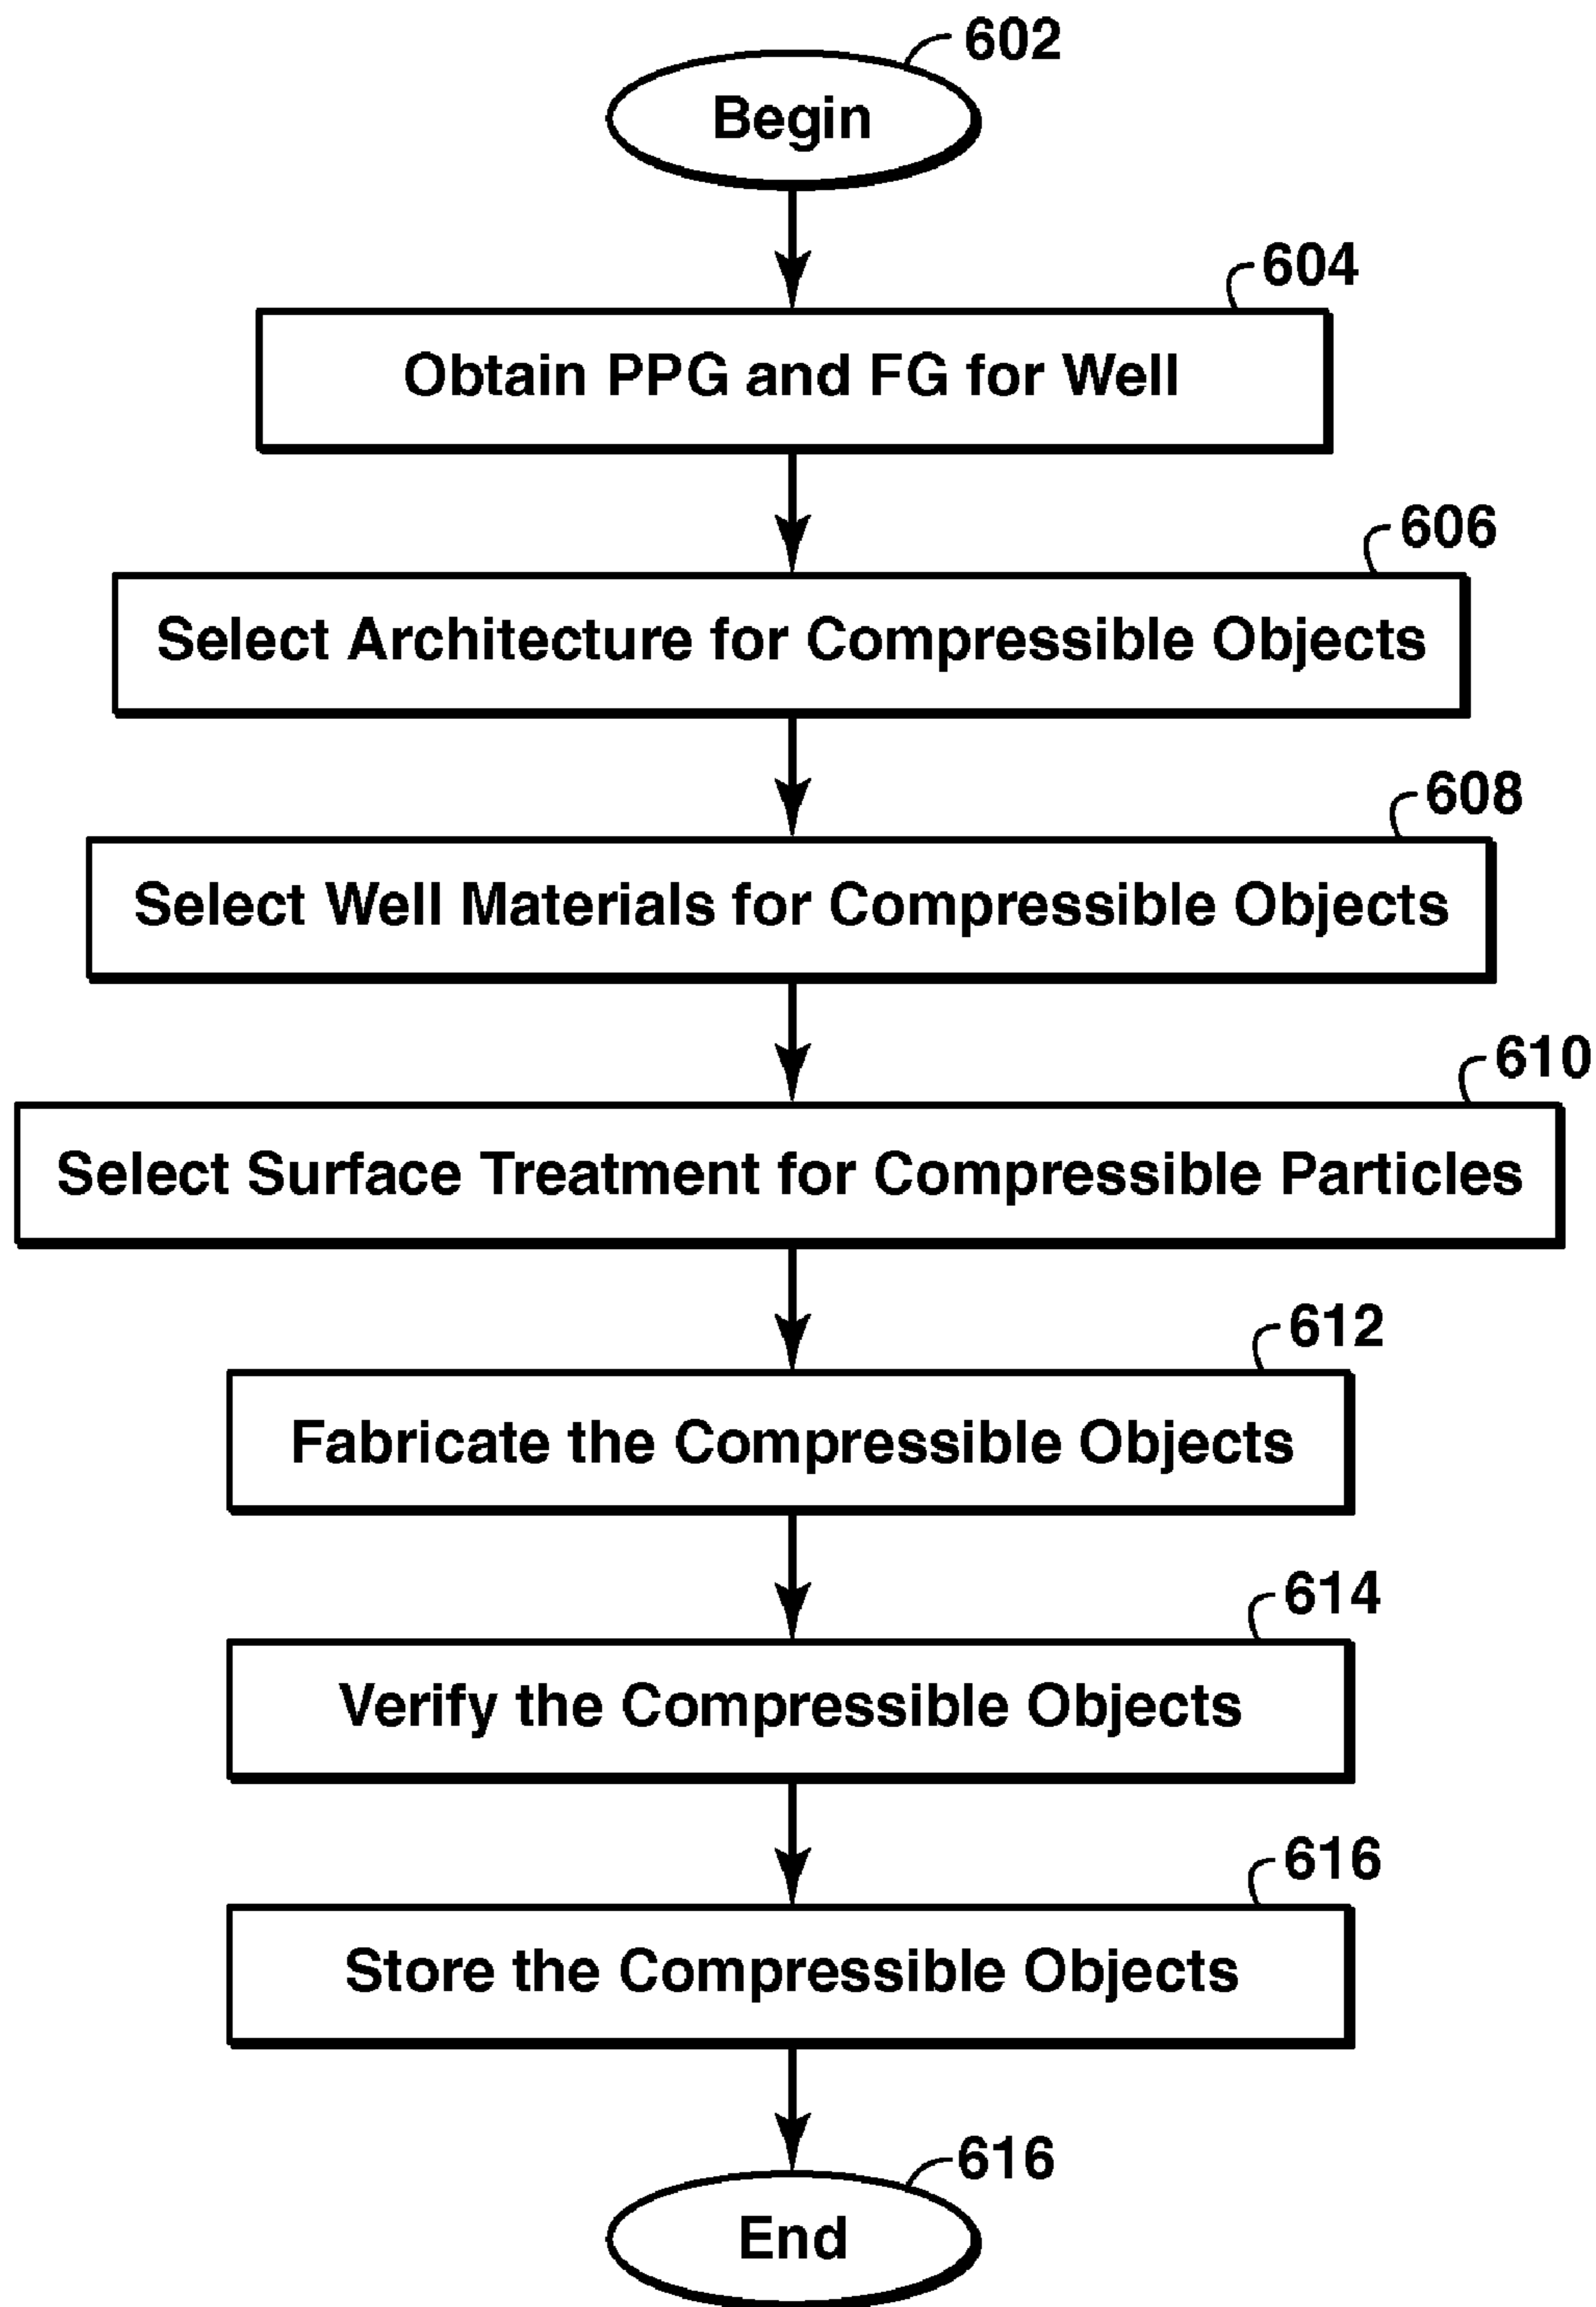 602
Begin
604
Obtain PPG and FG for Well
606
Select Architecture for Compressible Objects
608
Select Well Materials for Compressible Objects
610
Select Surface Treatment for Compressible Particles
612
Fabricate the Compressible Objects
614
Verify the Compressible Objects
616
Store the Compressible Objects
616
End